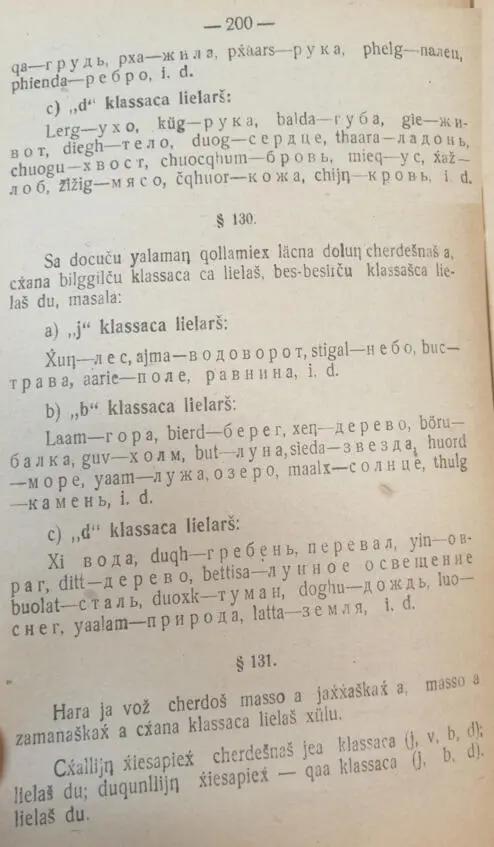 — 200 —
qa—грудь, pxa—жила, pẋaars—рука, phelg—палец,
phienda—ребро, i. d.
c) „d“ klassaca lielarš:
Lerg—ухо, küg—рука, balda—губа, gie—жи-
вот, diegh—тело, duog—сердце, thaara—ладонь,
chuogu—хвост, chuocqhum—бровь, mieq—ус, ẋaž—
лоб, žižig—мясо, čqhuor—кожа, chijŋ—кровь, i. d.
§ 130.
Sa docuču yalamaŋ qollamiex läcna doluŋ cherdešnaš a,
cẋana bilggilču klassaca ca lielaš, bes-besliču klassašca lie-
laš du, masala:
a) „j“ klassaca lielarš:
Ẋuŋ—лес, ajma—водоворот, stigal—небо, buc—
трава, aarie—поле, равнина, i. d.
b) „b“ klassaca lielarš:
Laam—гора, bierd—берег, xeŋ—дерево, böru—
балка, guv—холм, but—луна, sieda—звезда, huord
—море, yaam—лужа, озеро, maalx—солнце, thulg
—камень, i. d.
c) „d“ klassaca lielarš:
Xi вода, duqh—гребень, перевал, yin—ов-
раг, ditt—дерево, bettisa—лунное освещение
buolat—сталь, duoxk—туман, doghu—дождь, luo—
снег, yaalam—природа, latta—земля, i. d.
§ 131.
Hara ja vož cherdoš masso a jaẋẋaškaẋ a, masso a
zamanaškaẋ a cẋana klassaca lielaš xülu.
Cẋallijŋ ẋiesapieẋ cherdešnaš jea klassaca (j, v, b, d);
lielaš du; duqunllijŋ ẋiesapieẋ — qaa klassaca (j, b, d).
lielaš du.